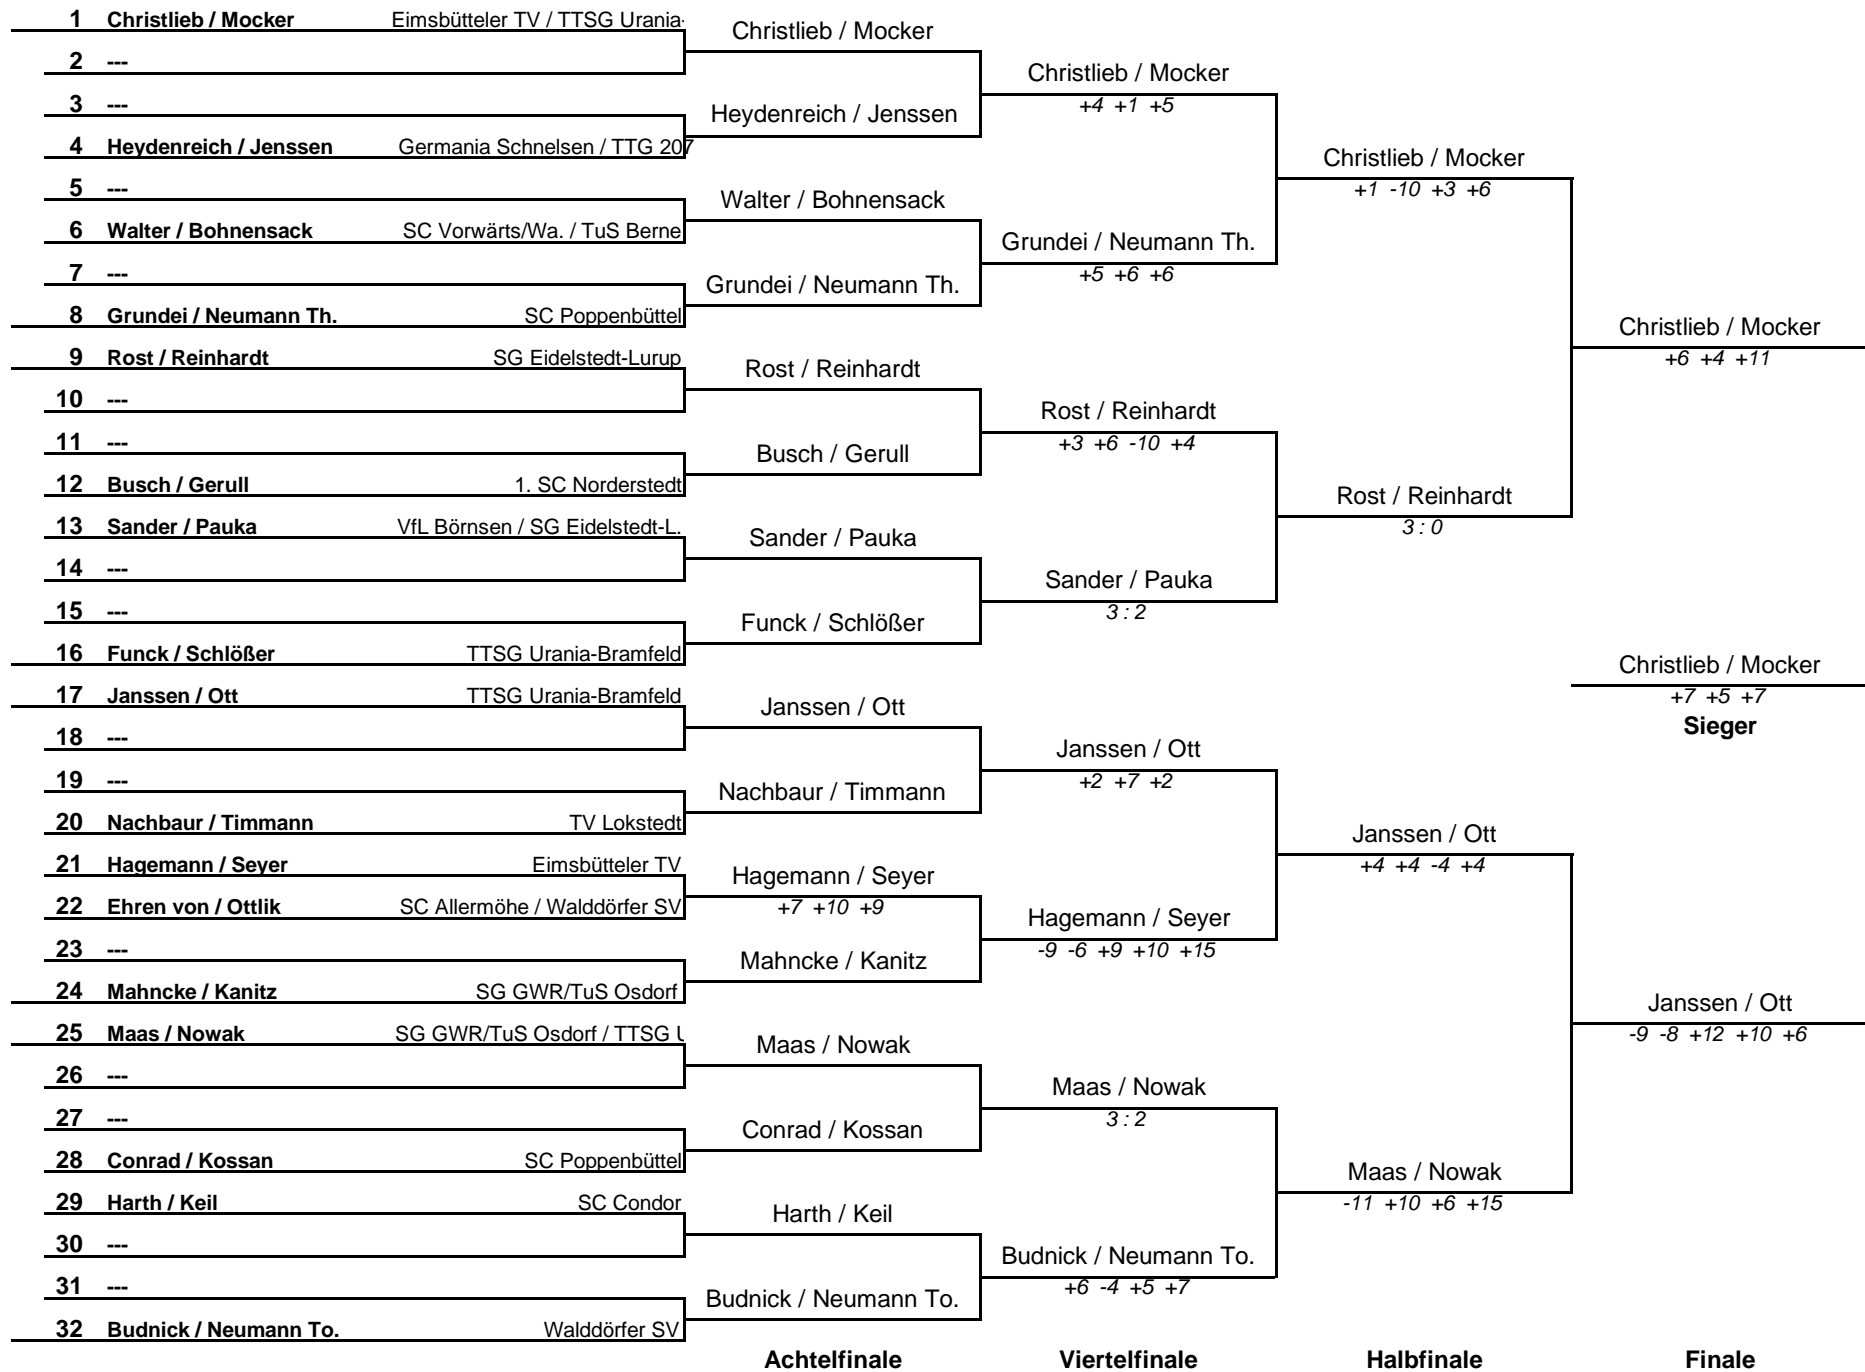 1 Christlieb / Mocker Eimsbütteler TV / TTSG Urania-
2 ---
3 ---
4 Heydenreich / Jenssen Germania Schnelsen / TTG 207
5 ---
6 Walter / Bohnensack SC Vorwärts/Wa. / TuS Berne
7 ---
8 Grundei / Neumann Th. SC Poppenbüttel
9 Rost / Reinhardt SG Eidelstedt-Lurup
10 ---
11 ---
12 Busch / Gerull 1. SC Norderstedt
13 Sander / Pauka VfL Börnsen / SG Eidelstedt-L.
14 ---
15 ---
16 Funck / Schlößer TTSG Urania-Bramfeld
17 Janssen / Ott TTSG Urania-Bramfeld
18 ---
19 ---
20 Nachbaur / Timmann TV Lokstedt
21 Hagemann / Seyer Eimsbütteler TV
22 Ehren von / Ottlik SC Allermöhe / Walddörfer SV
23 ---
24 Mahncke / Kanitz SG GWR/TuS Osdorf
25 Maas / Nowak SG GWR/TuS Osdorf / TTSG
26 ---
27 ---
28 Conrad / Kossan SC Poppenbüttel
29 Harth / Keil SC Condor
30 ---
31 ---
32 Budnick / Neumann To. Walddörfer SV
Christlieb / Mocker
Heydenreich / Jenssen
Walter / Bohnensack
Grundei / Neumann Th.
Rost / Reinhardt
Busch / Gerull
Sander / Pauka
Funck / Schlößer
Janssen / Ott
Nachbaur / Timmann
Hagemann / Seyer
+7 +10 +9
Mahncke / Kanitz
Maas / Nowak
Conrad / Kossan
Harth / Keil
Budnick / Neumann To.
Achtelfinale
Christlieb / Mocker
+4 +1 +5
Grundei / Neumann Th.
+5 +6 +6
Rost / Reinhardt
+3 +6 -10 +4
Sander / Pauka
3 : 2
Janssen / Ott
+2 +7 +2
Hagemann / Seyer
-9 -6 +9 +10 +15
Maas / Nowak
3 : 2
Budnick / Neumann To.
+6 -4 +5 +7
Viertelfinale
Christlieb / Mocker
+1 -10 +3 +6
Rost / Reinhardt
3 : 0
Janssen / Ott
+4 +4 -4 +4
Maas / Nowak
-11 +10 +6 +15
Halbfinale
Christlieb / Mocker
+6 +4 +11
Christlieb / Mocker
+7 +5 +7
Sieger
Janssen / Ott
-9 -8 +12 +10 +6
Finale